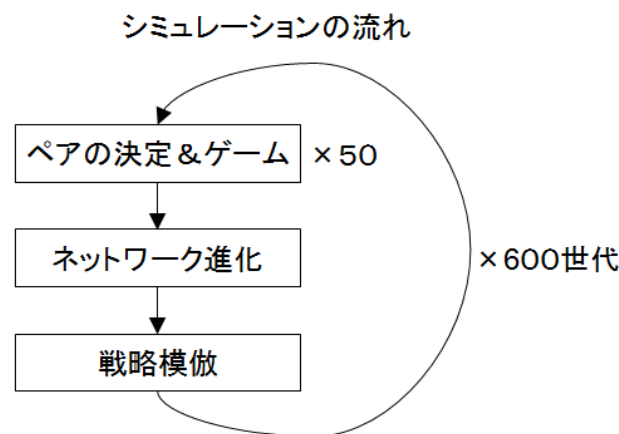 シミュレーションの流れ
ペアの決定&ゲーム ×50
ネットワーク進化
×600世代
戦略模倣